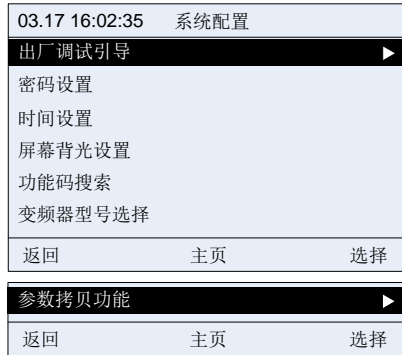 03.17 16:02:35 系统配置
出厂调试引导
密码设置
时间设置
屏幕背光设置
功能码搜索
变频器型号选择
返回 主页 选择
参数拷贝功能
返回 主页 选择